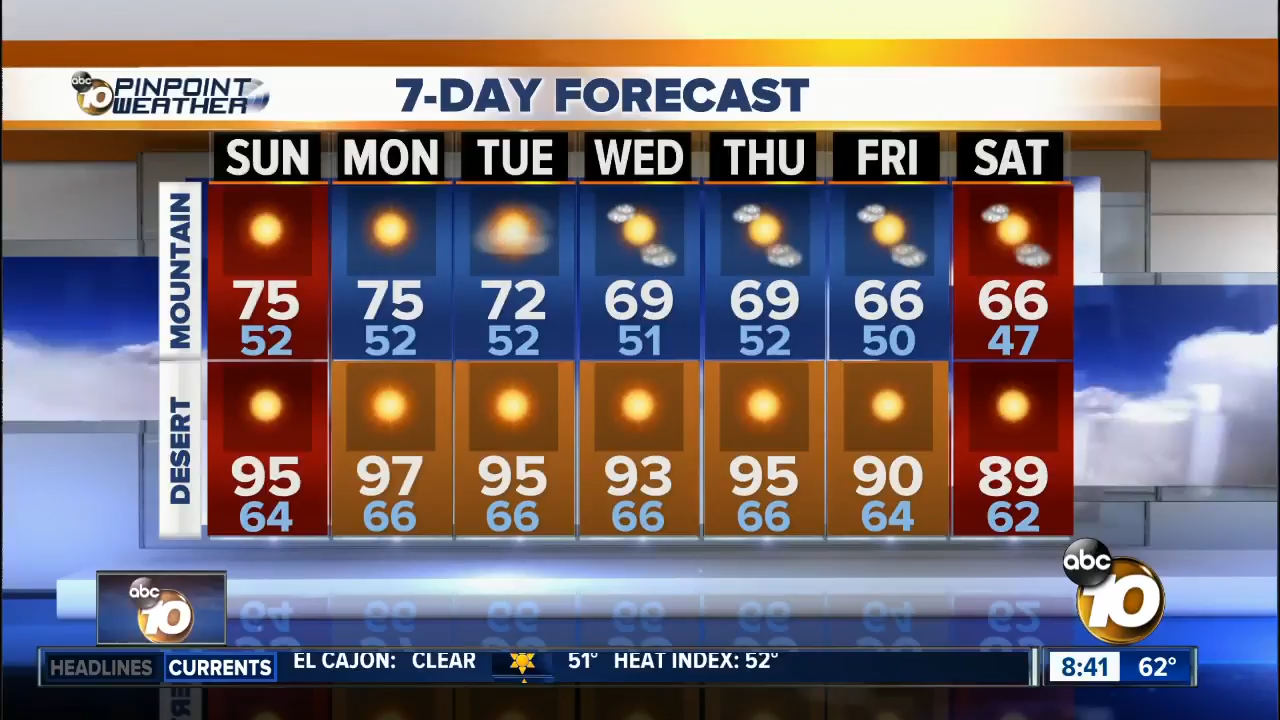 abc 10 PINPOINT WEATHER
7-DAY FORECAST
SUN MON TUE WED THU FRI SAT
MOUNTAIN
75 75 72 69 69 66 66
52 52 52 51 52 50 47
DESERT
95 97 95 93 95 90 89
64 66 66 66 66 64 62
abc 10
abc 10
HEADLINES CURRENTS EL CAJON: CLEAR 51° HEAT INDEX: 52° 8:41 62°